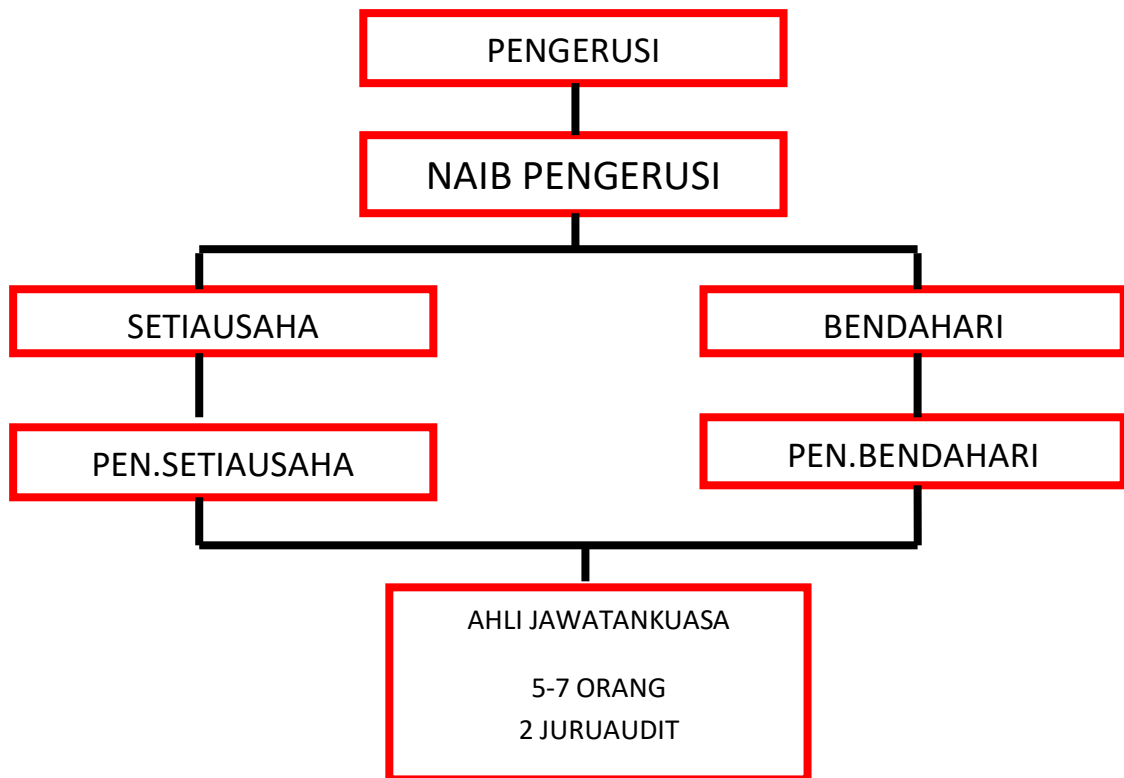 PENGERUSI
NAIB PENGERUSI
SETIAUSAHA
BENDAHARI
PEN.SETIAUSAHA
PEN.BENDAHARI
AHLI JAWATANKUASA
5-7 ORANG
2 JURUAUDIT